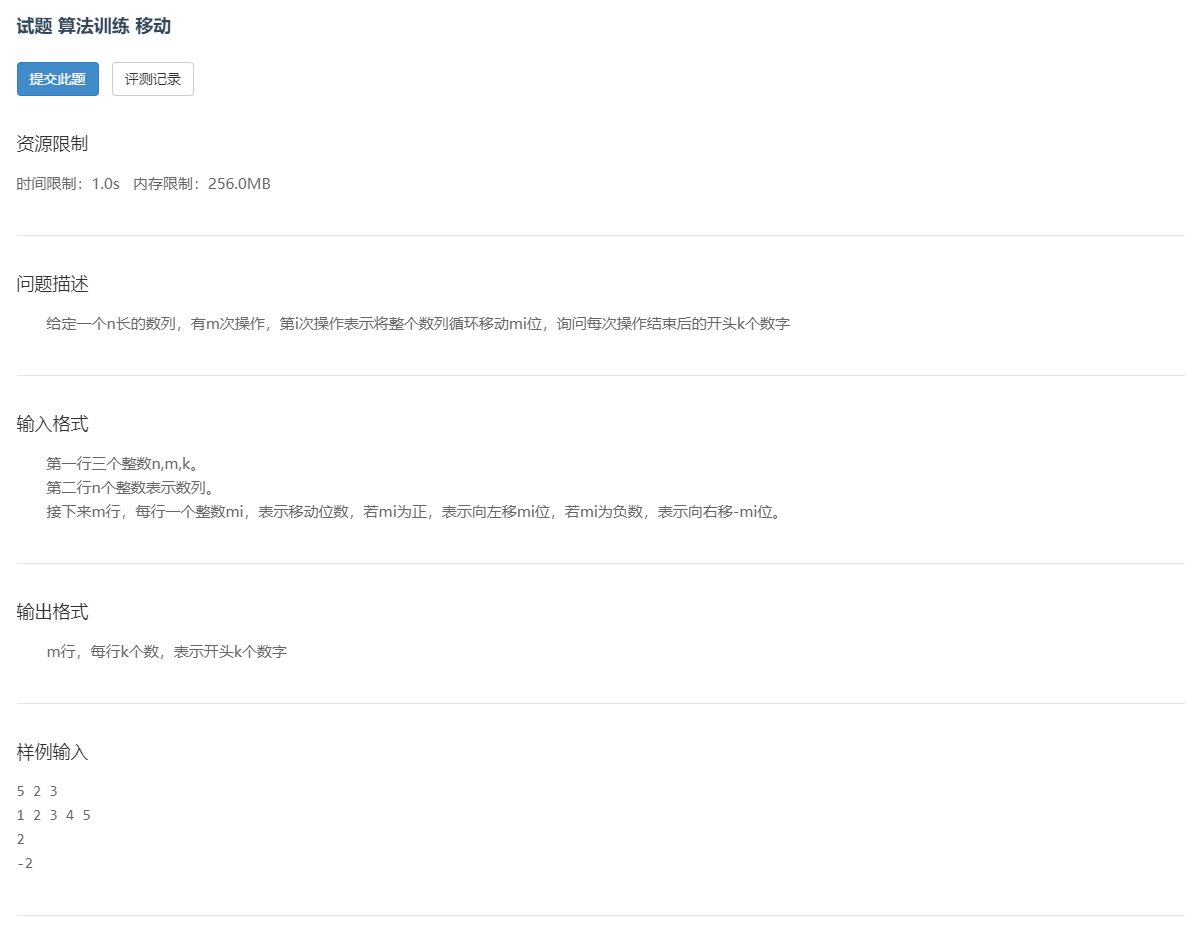 试题 算法训练 移动
提交此题 评测记录
资源限制
时间限制：1.0s 内存限制：256.0MB
问题描述
给定一个n长的数列，有m次操作，第i次操作表示将整个数列循环移动mi位，询问每次操作结束后的开头k个数字
输入格式
第一行三个整数n,m,k。
第二行n个整数表示数列。
接下来m行，每行一个整数mi，表示移动位数，若mi为正，表示向左移mi位，若mi为负数，表示向右移-mi位。
输出格式
m行，每行k个数，表示开头k个数字
样例输入
5 2 3
1 2 3 4 5
2
-2